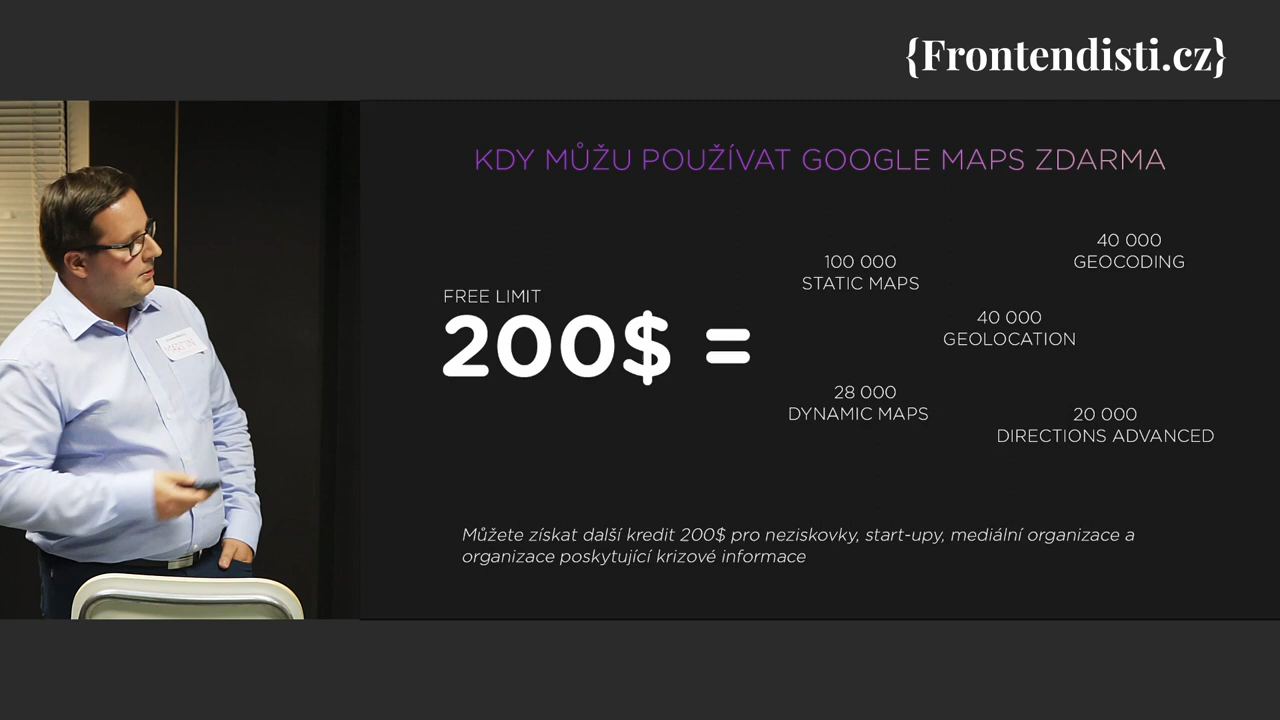 {Frontendisti.cz}
KDY MŮŽU POUŽÍVAT GOOGLE MAPS ZDARMA
FREE LIMIT
200$ =
100 000
STATIC MAPS
40 000
GEOCODING
40 000
GEOLOCATION
28 000
DYNAMIC MAPS
20 000
DIRECTIONS ADVANCED
Můžete získat další kredit 200$ pro neziskovky, start-upy, mediální organizace a
organizace poskytující krizové informace